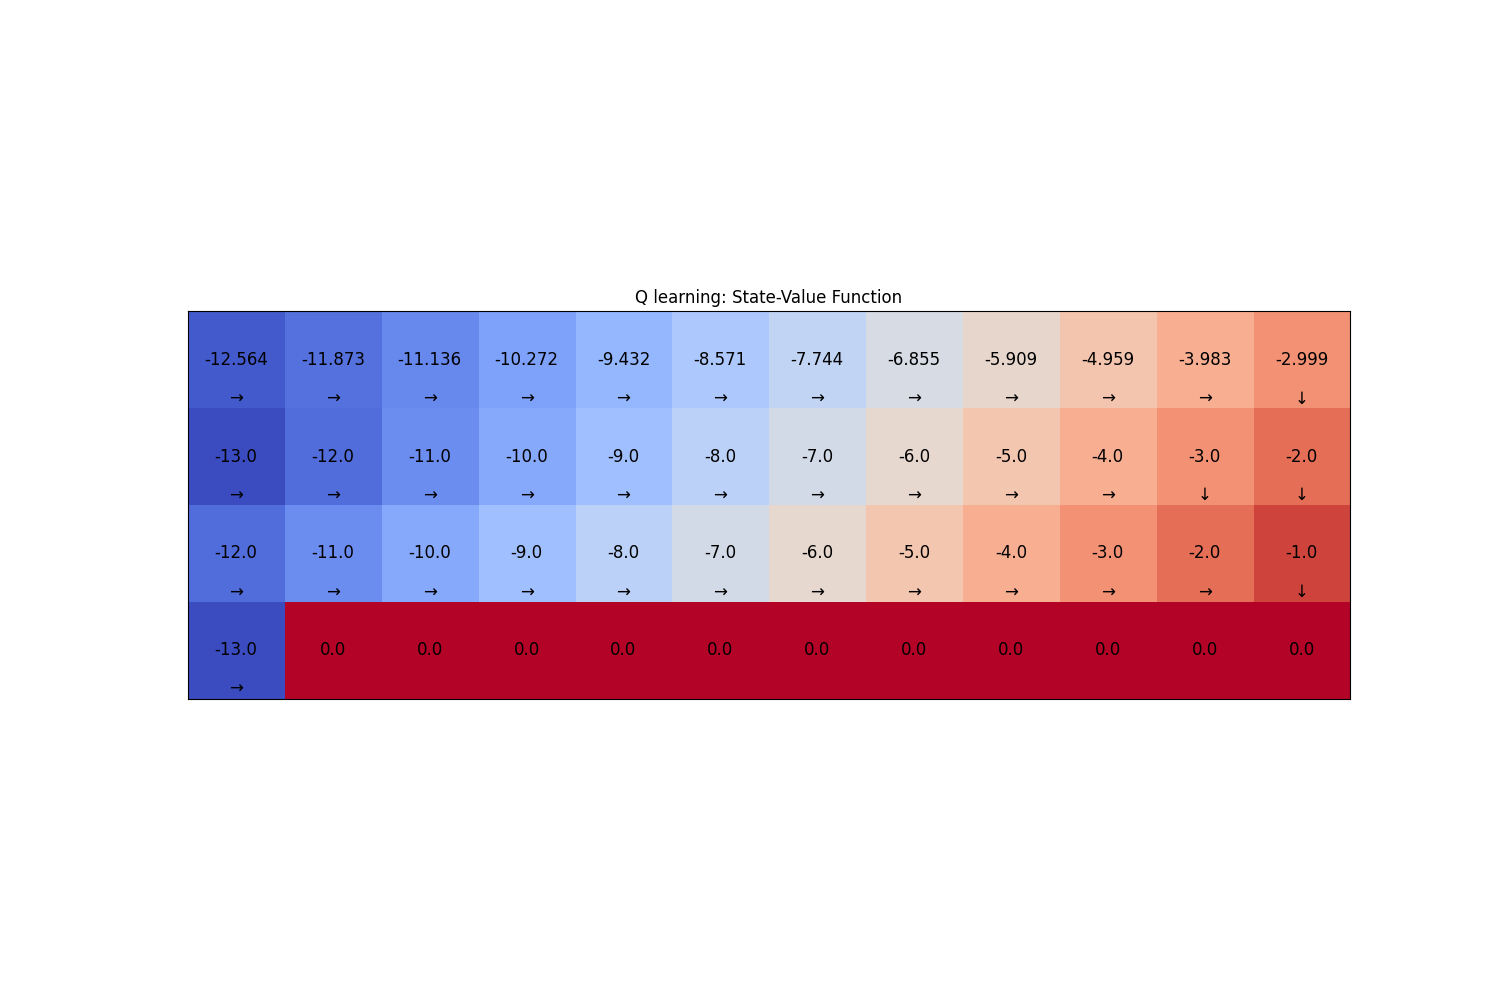 Q learning: State-Value Function
-12.564 -11.873 -11.136 -10.272 -9.432 -8.571 -7.744 -6.855 -5.909 -4.959 -3.983 -2.999
→ → → → → → → → → → → ↓
-13.0 -12.0 -11.0 -10.0 -9.0 -8.0 -7.0 -6.0 -5.0 -4.0 -3.0 -2.0
→ → → → → → → → → → ↓ ↓
-12.0 -11.0 -10.0 -9.0 -8.0 -7.0 -6.0 -5.0 -4.0 -3.0 -2.0 -1.0
→ → → → → → → → → → → ↓
-13.0 0.0 0.0 0.0 0.0 0.0 0.0 0.0 0.0 0.0 0.0 0.0
→